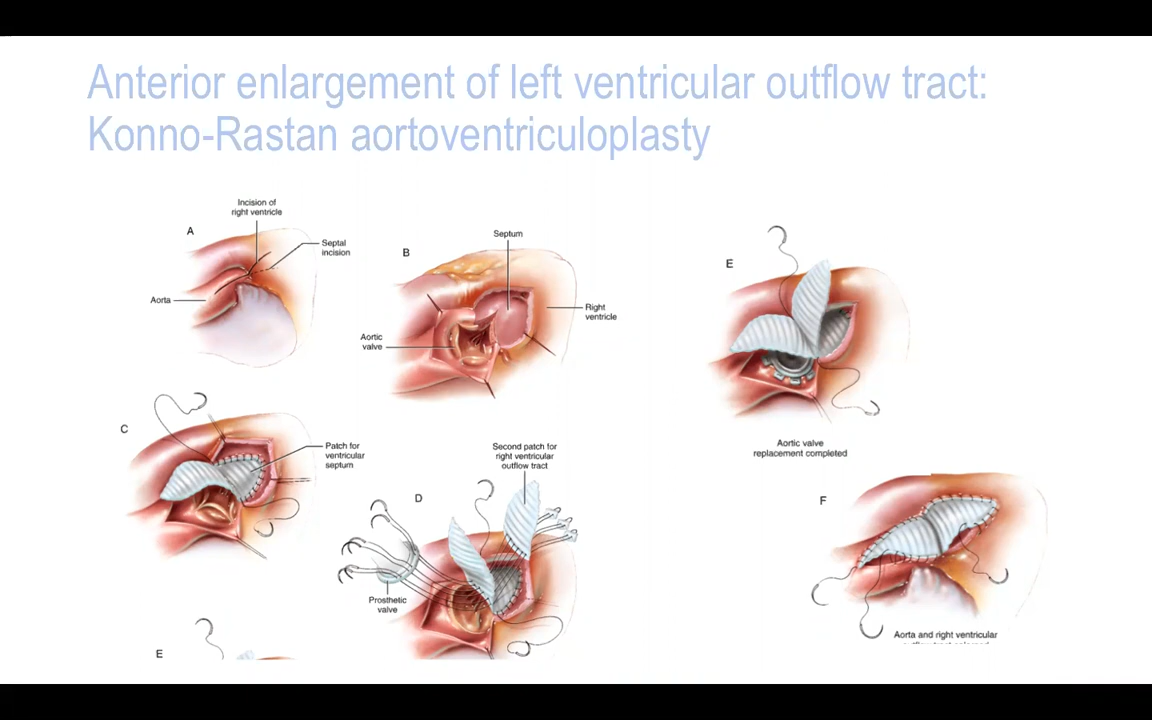 Anterior enlargement of left ventricular outflow tract:
Konno-Rastan aortoventriculoplasty
A
Incision of
right ventricle
Septal
incision
Aorta
B
Septum
Right
ventricle
Aortic
valve
E
Aortic valve
replacement completed
C
Patch for
ventricular
septum
D
Second patch for
right ventricular
outflow tract
Prosthetic
valve
F
Aorta and right ventricular
E